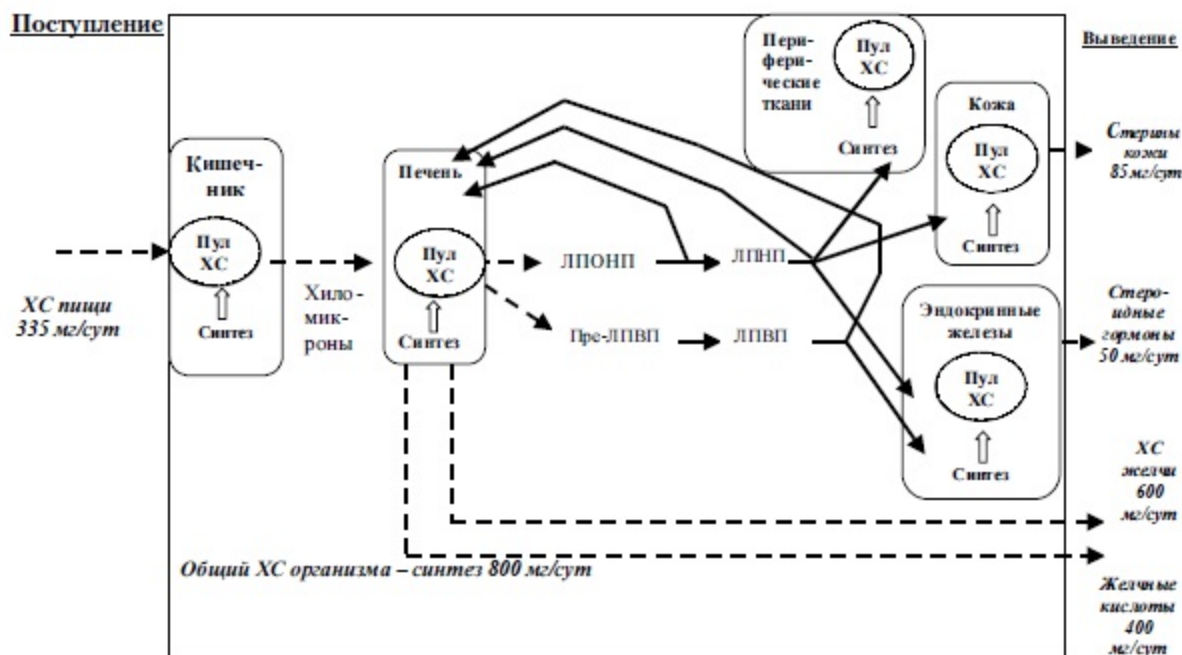 Поступление
Выведение
Кишеч-
ник
Пул
ХС
Синтез
ХС пищи
335 мг/сут
Хило-
мик-
роны
Печень
Пул
ХС
Синтез
ЛПОНП
ЛПНП
Пре-ЛПВП
ЛПВП
Пери-
фери-
ческие
ткани
Пул
ХС
Синтез
Кожа
Пул
ХС
Синтез
Эндокринные
железы
Пул
ХС
Синтез
Стерины
кожи
85 мг/сут
Стеро-
идные
гормоны
50 мг/сут
ХС
желчи
600
мг/сут
Желчные
кислоты
400
мг/сут
Общий ХС организма – синтез 800 мг/сут